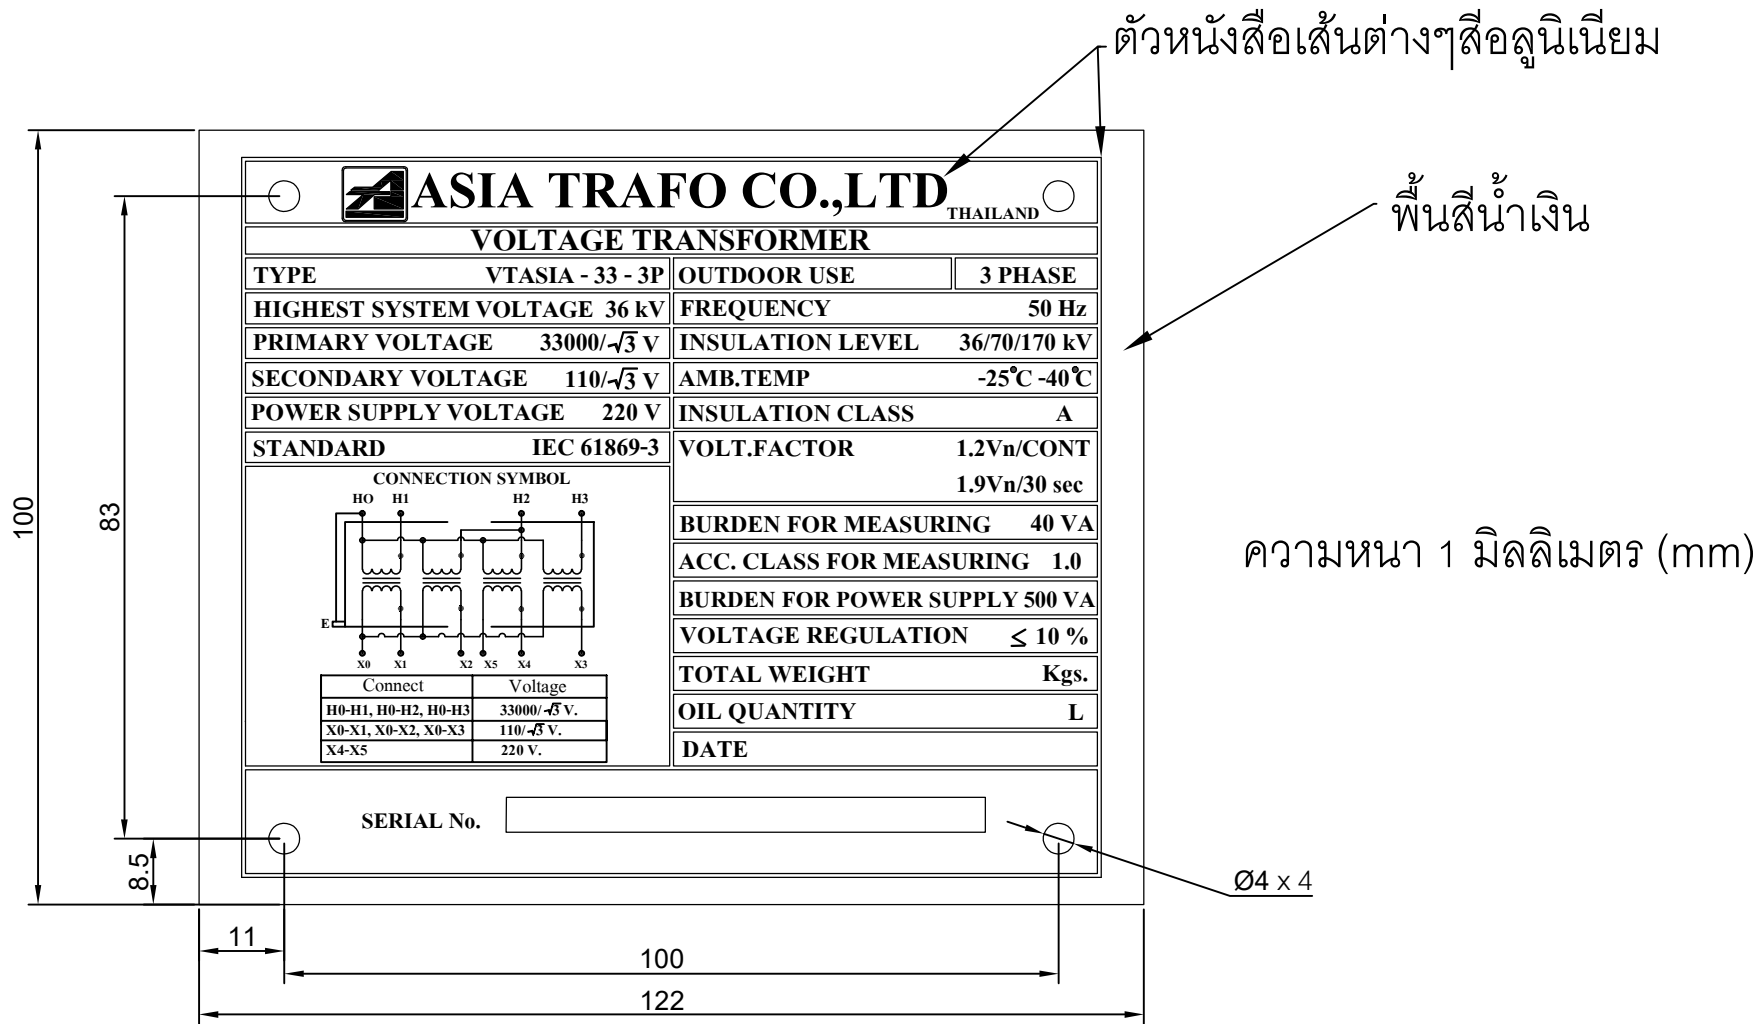 ตัวหนังสือเส้นต่างๆสีอลูนิเนียม
พื้นสีน้ำเงิน
ความหนา 1 มิลลิเมตร (mm)
ASIA TRAFO CO.,LTD
THAILAND
VOLTAGE TRANSFORMER
TYPE VTASIA - 33 - 3P
HIGHEST SYSTEM VOLTAGE 36 kV
PRIMARY VOLTAGE 33000/√3 V
SECONDARY VOLTAGE 110/√3 V
POWER SUPPLY VOLTAGE 220 V
STANDARD IEC 61869-3
OUTDOOR USE 3 PHASE
FREQUENCY 50 Hz
INSULATION LEVEL 36/70/170 kV
AMB.TEMP -25°C -40°C
INSULATION CLASS A
VOLT.FACTOR 1.2Vn/CONT
1.9Vn/30 sec
BURDEN FOR MEASURING 40 VA
ACC. CLASS FOR MEASURING 1.0
BURDEN FOR POWER SUPPLY 500 VA
VOLTAGE REGULATION ≤ 10 %
TOTAL WEIGHT Kgs.
OIL QUANTITY L
DATE
CONNECTION SYMBOL
HO H1 H2 H3
E
X0 X1 X2 X5 X4 X3
Connect Voltage
H0-H1, H0-H2, H0-H3 33000/√3 V.
X0-X1, X0-X2, X0-X3 110/√3 V.
X4-X5 220 V.
SERIAL No.
100
83
8.5
11
100
122
Ø4 x 4